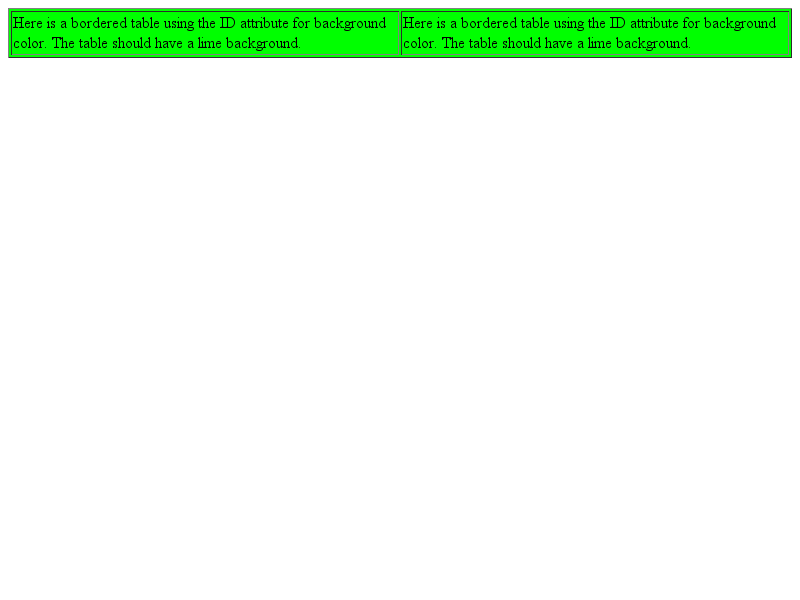 Here is a bordered table using the ID attribute for background
color. The table should have a lime background.
Here is a bordered table using the ID attribute for background
color. The table should have a lime background.